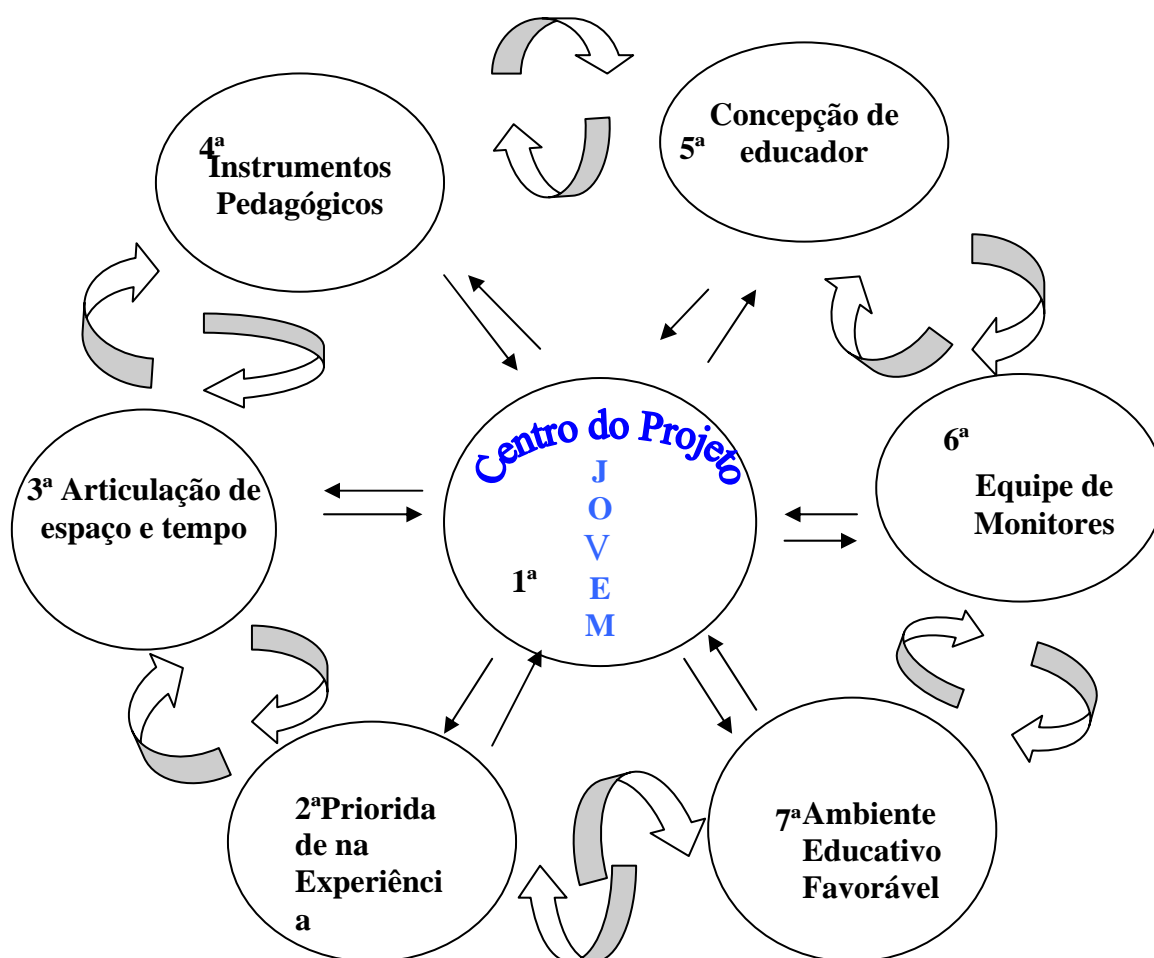 4ª
Instrumentos
Pedagógicos
5ª
Concepção de
educador
Centro do Projeto
J
O
V
E
M
1ª
3ª Articulação de
espaço e tempo
6ª
Equipe de
Monitores
2ªPriorida
de na
Experiênci
a
7ªAmbiente
Educativo
Favorável